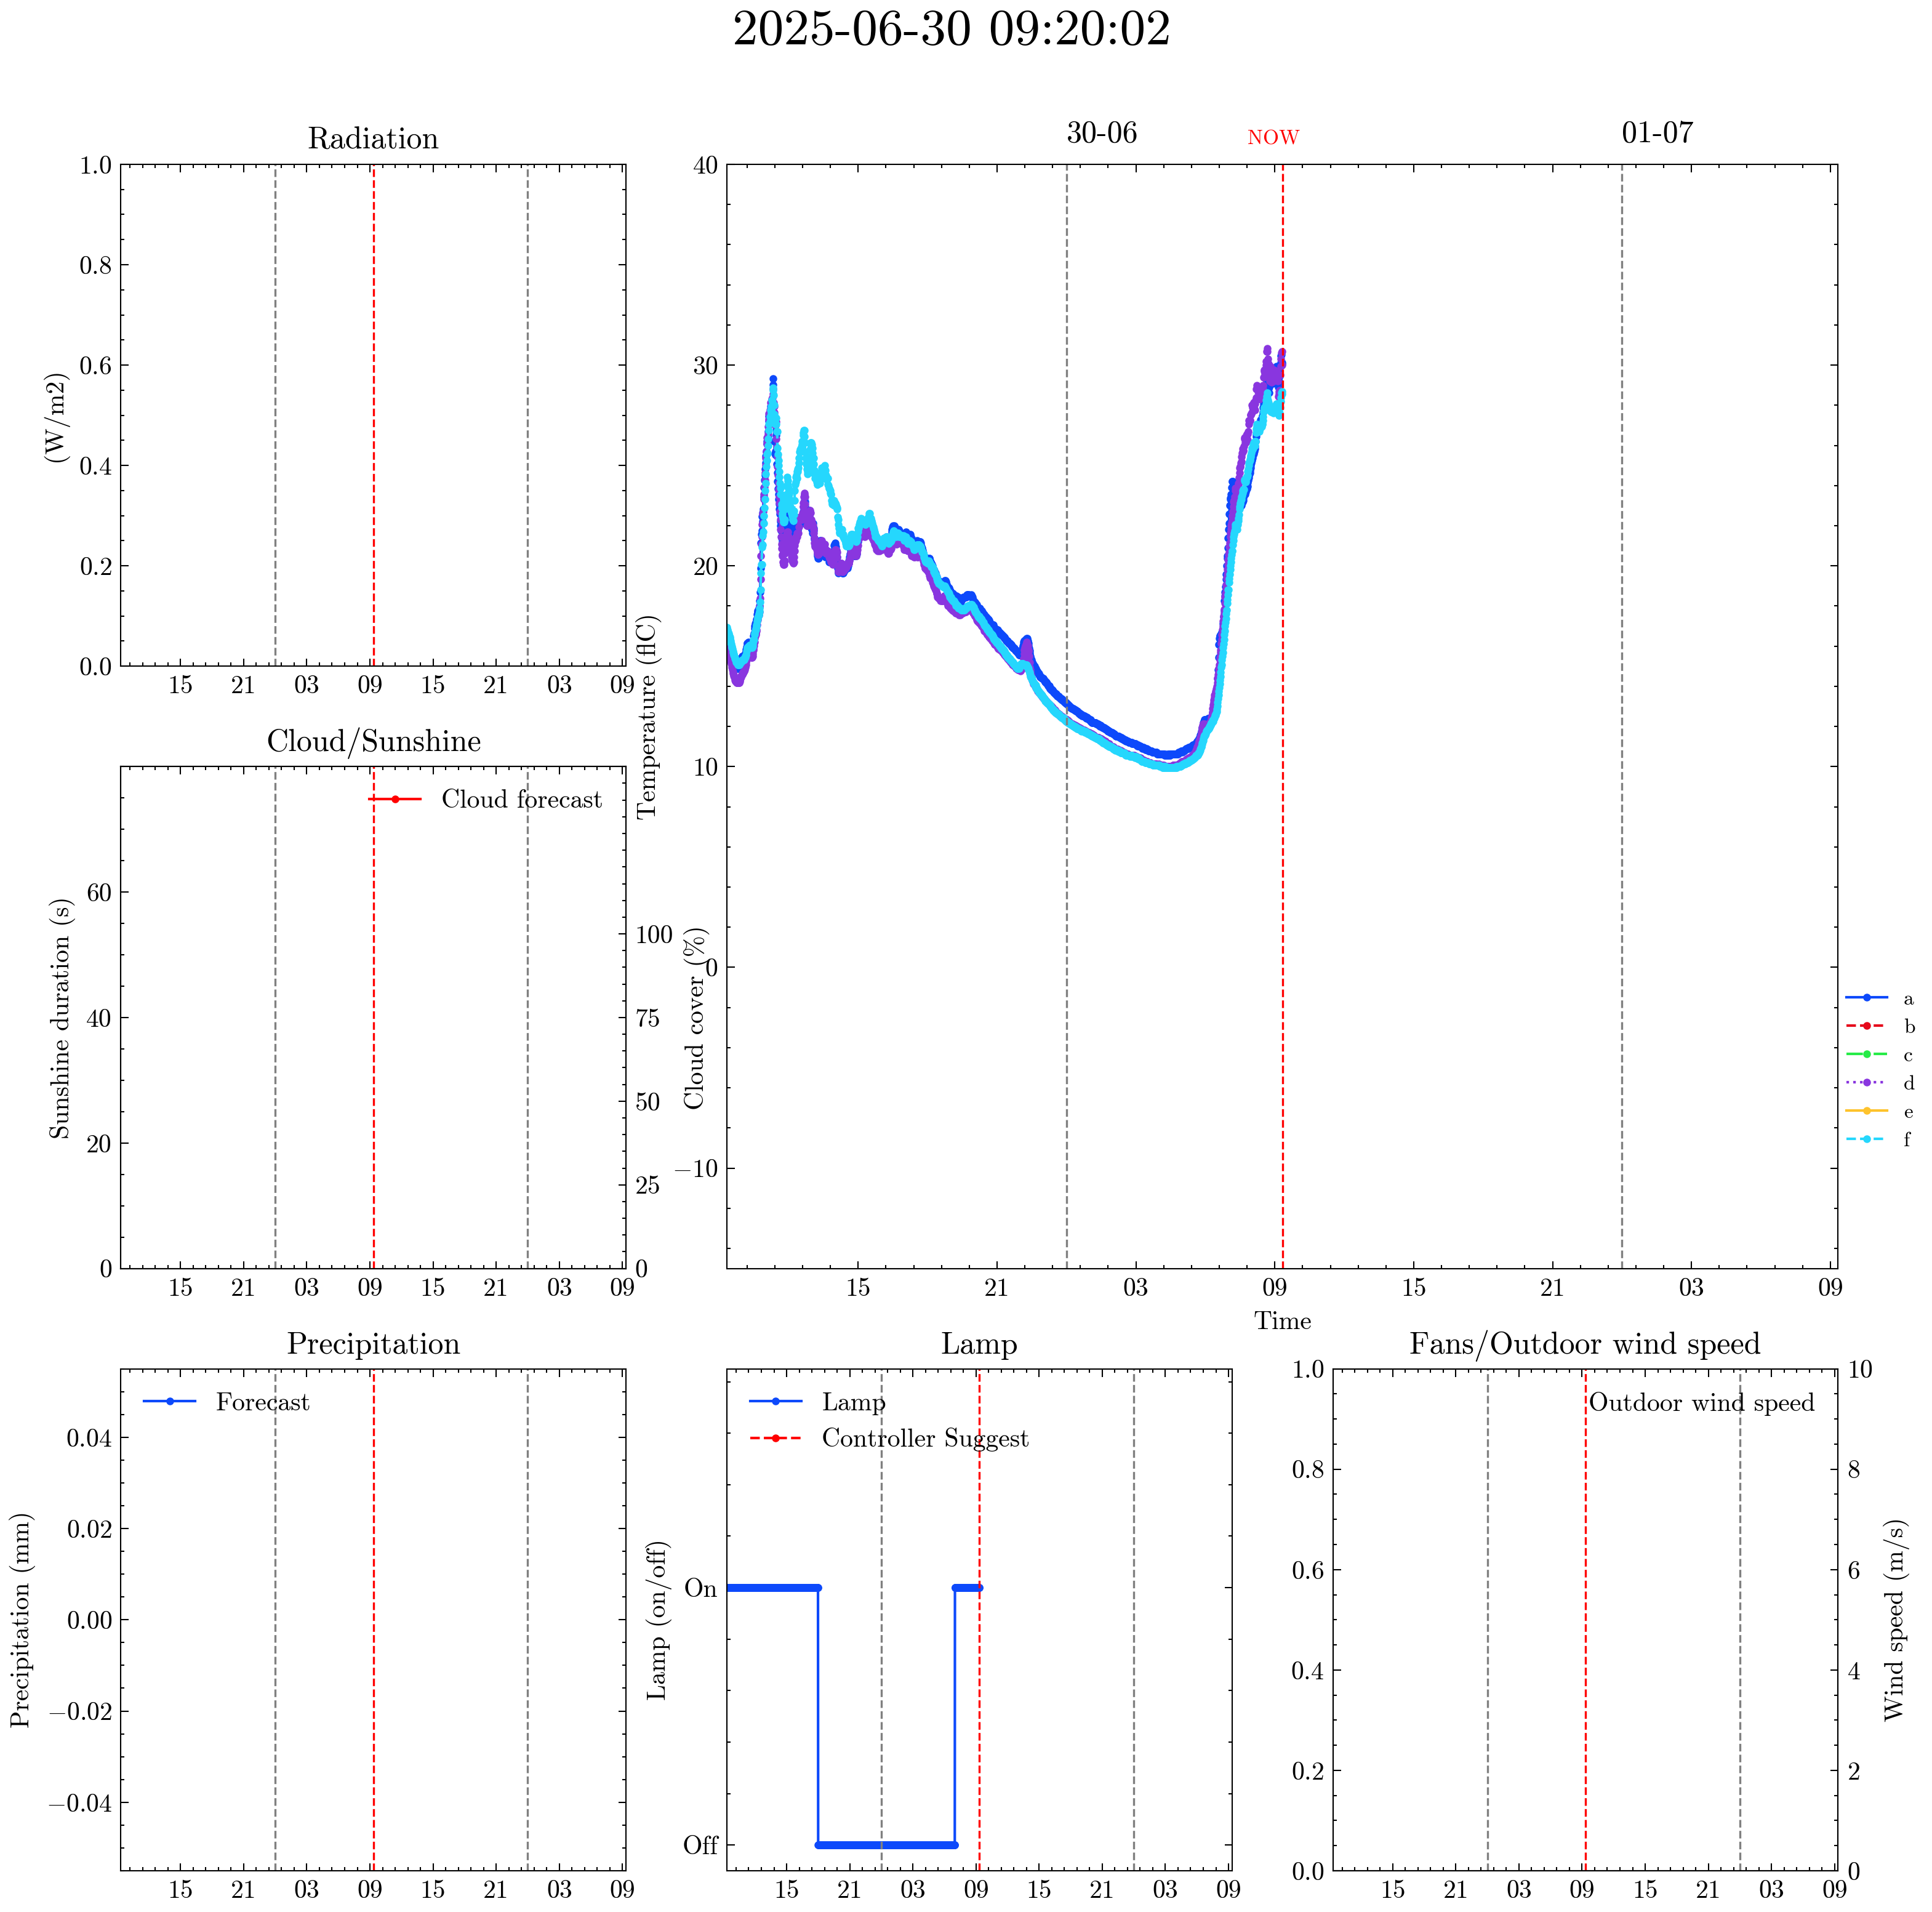 2025-06-30 09:20:02
Radiation
1.0
0.8
0.6
0.4
0.2
0.0
(W/m2)
15 21 03 09 15 21 03 09
30-06
NOW
01-07
40
30
20
10
0
−10
Temperature (flC)
15 21 03 09 15 21 03 09
Time
a
b
c
d
e
f
Cloud/Sunshine
Cloud forecast
60
40
20
0
Sunshine duration (s)
100
75
50
25
0
Cloud cover (%)
15 21 03 09 15 21 03 09
Precipitation
Forecast
0.04
0.02
0.00
−0.02
−0.04
Precipitation (mm)
15 21 03 09 15 21 03 09
Lamp
Lamp
Controller Suggest
On
Off
Lamp (on/off)
15 21 03 09 15 21 03 09
Fans/Outdoor wind speed
Outdoor wind speed
1.0
0.8
0.6
0.4
0.2
0.0
10
8
6
4
2
0
Wind speed (m/s)
15 21 03 09 15 21 03 09